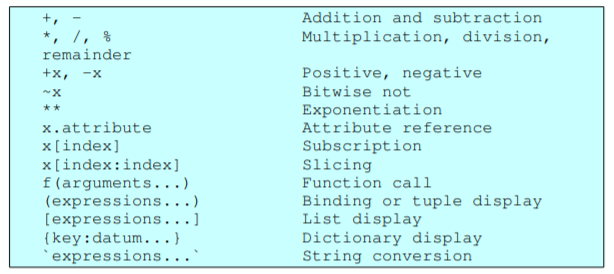 +, - Addition and subtraction
*, /, % Multiplication, division,
remainder
+x, -x Positive, negative
~x Bitwise not
** Exponentiation
x.attribute Attribute reference
x[index] Subscription
x[index:index] Slicing
f(arguments...) Function call
(expressions...) Binding or tuple display
[expressions...] List display
{key:datum...} Dictionary display
`expressions...` String conversion